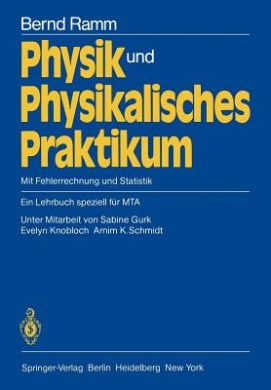 Bernd Ramm
Physik und
Physikalisches
Praktikum
Mit Fehlerrechnung und Statistik
Ein Lehrbuch speziell für MTA
Unter Mitarbeit von Sabine Gurk
Evelyn Knobloch Arnim K. Schmidt
Springer-Verlag Berlin Heidelberg New York